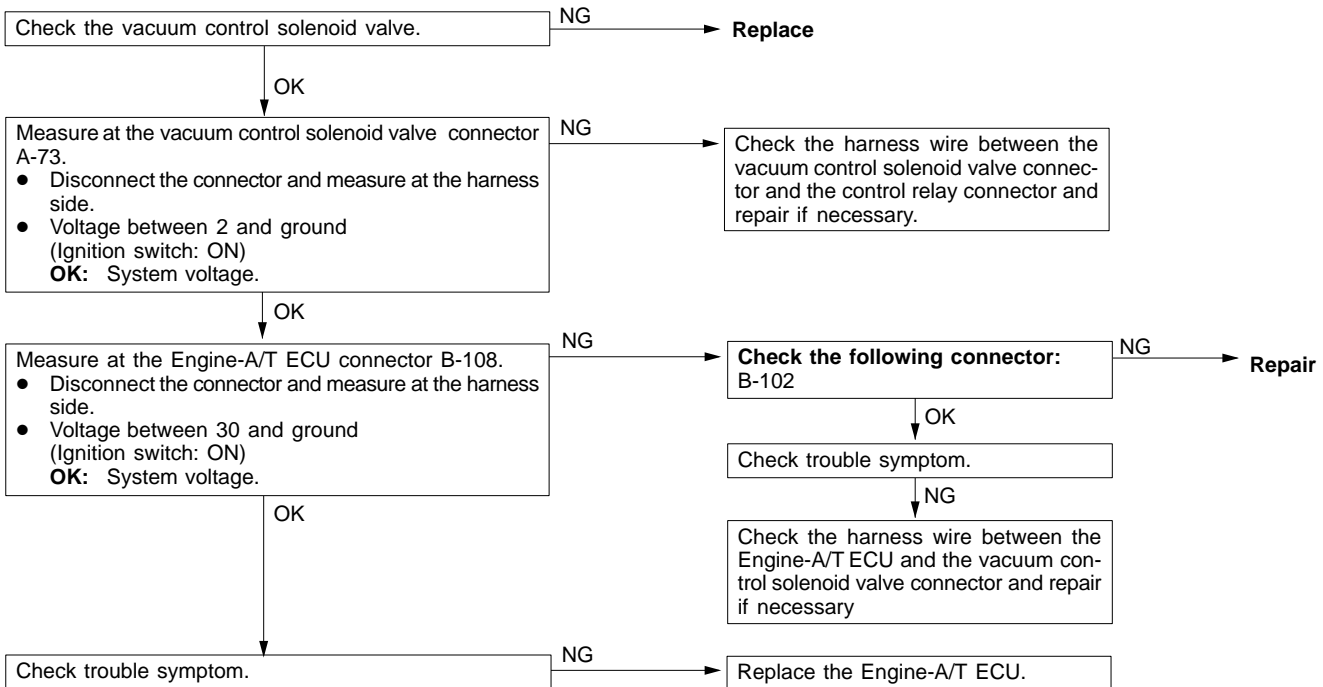 Check the vacuum control solenoid valve.
NG
Replace
OK
Measure at the vacuum control solenoid valve connector
A-73.
● Disconnect the connector and measure at the harness
side.
● Voltage between 2 and ground
(Ignition switch: ON)
OK: System voltage.
NG
Check the harness wire between the
vacuum control solenoid valve connec-
tor and the control relay connector and
repair if necessary.
OK
Measure at the Engine-A/T ECU connector B-108.
● Disconnect the connector and measure at the harness
side.
● Voltage between 30 and ground
(Ignition switch: ON)
OK: System voltage.
NG
Check the following connector:
B-102
NG
Repair
OK
Check trouble symptom.
NG
Check the harness wire between the
Engine-A/T ECU and the vacuum con-
trol solenoid valve connector and repair
if necessary
OK
Check trouble symptom.
NG
Replace the Engine-A/T ECU.